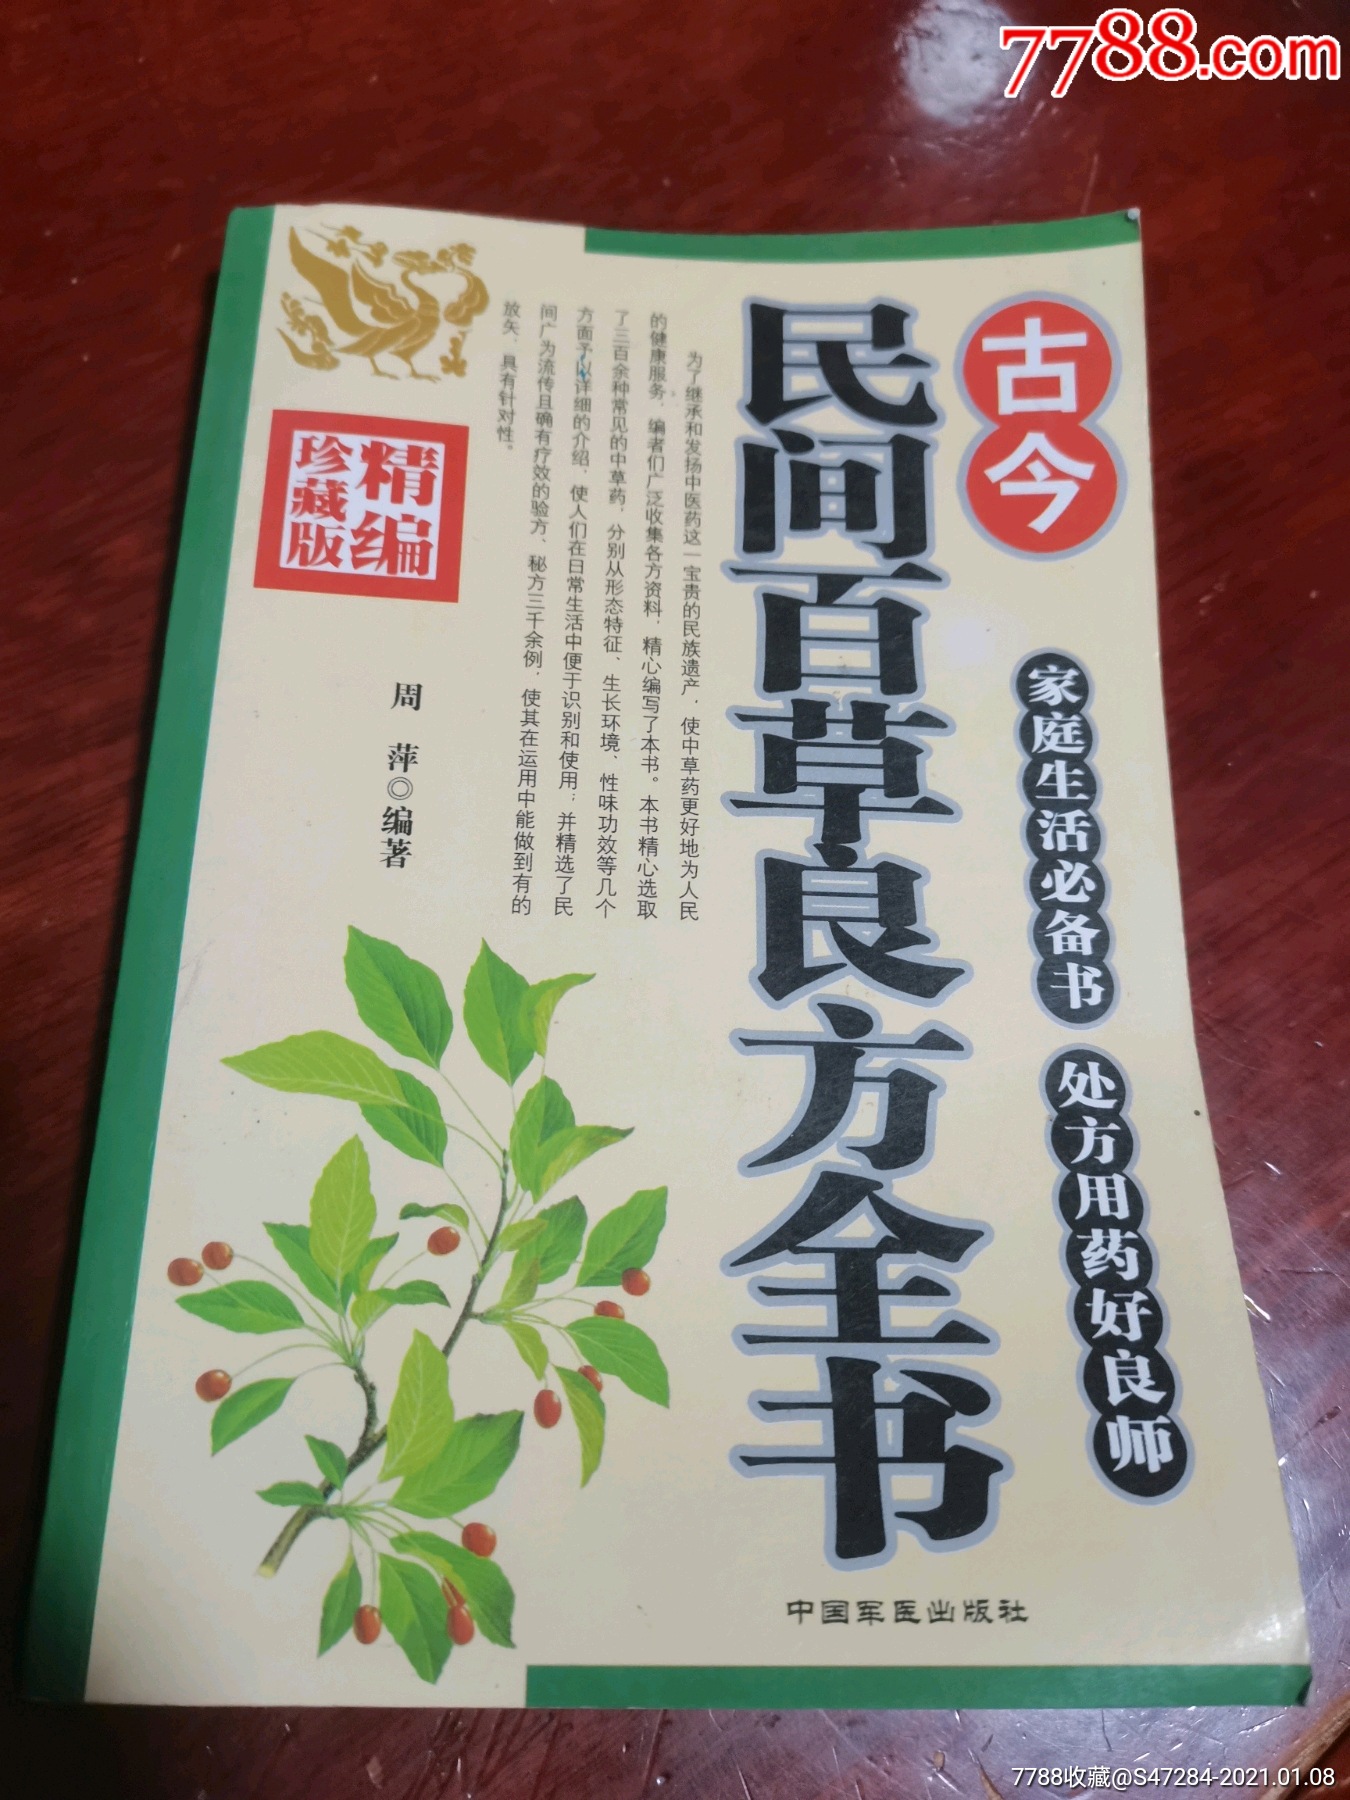 7788.com
古今
民间百草良方全书
家庭生活必备书
处方用药好良师
为了继承和发扬中医药这一宝贵的民族遗产，使中草药更好地为人民
的健康服务，编者们广泛收集各方资料，精心编写了本书。本书精心选取
了三百余种常见的中草药，分别从形态特征、生长环境、性味功效等几个
方面予以详细的介绍，使人们在日常生活中便于识别和使用；并精选了民
间广为流传且确有疗效的验方、秘方三千余例，使其在运用中能做到有的
放矢、具有针对性。
精编
珍藏版
周萍◎编著
中国军医出版社
7788收藏@S47284-2021.01.08